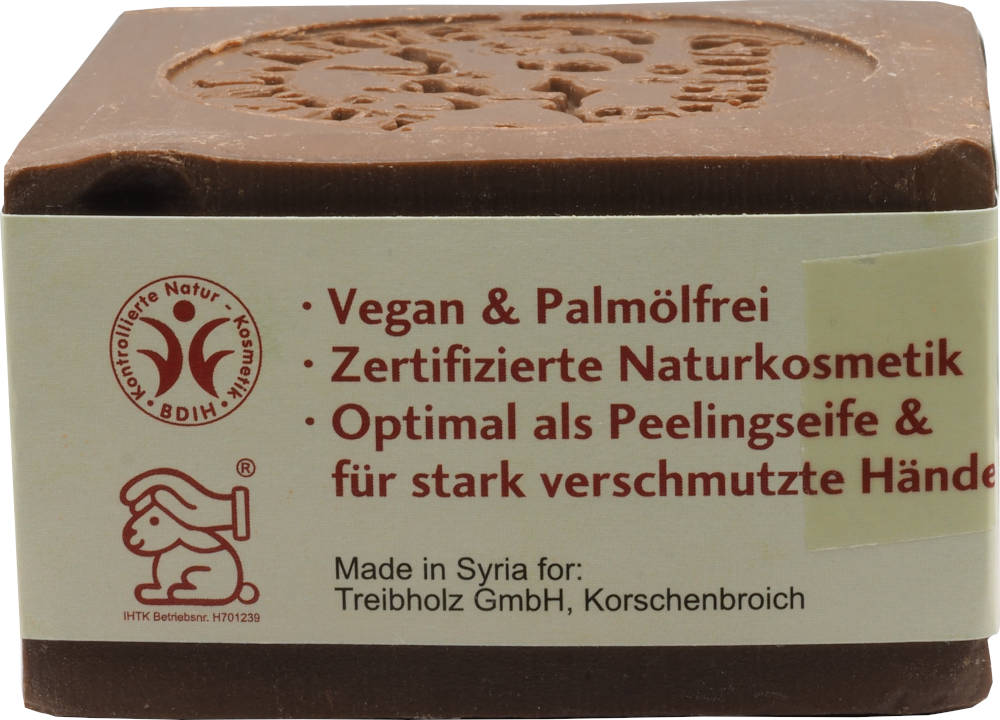 Kontrollierte Natur - Kosmetik
· BDIH ·
· Vegan & Palmölfrei
· Zertifizierte Naturkosmetik
· Optimal als Peelingseife &
für stark verschmutzte Hände
®
IHTK Betriebsnr. H701239
Made in Syria for:
Treibholz GmbH, Korschenbroich